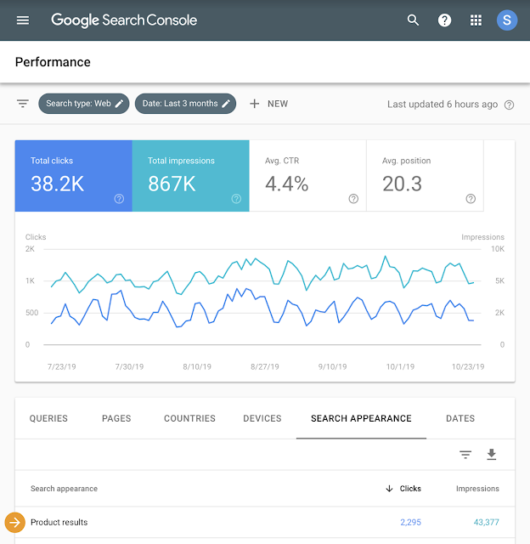 Google Search Console
S
Performance
Search type: Web
Date: Last 3 months
NEW
Last updated 6 hours ago
Total clicks
38.2K
Total impressions
867K
Avg. CTR
4.4%
Avg. position
20.3
Clicks
Impressions
2K
1K
500
0
10K
5K
2K
0
7/23/19 7/30/19 8/10/19 8/27/19 9/10/19 10/1/19 10/23/19
QUERIES PAGES COUNTRIES DEVICES SEARCH APPEARANCE DATES
Search appearance Clicks Impressions
Product results 2,295 43,377